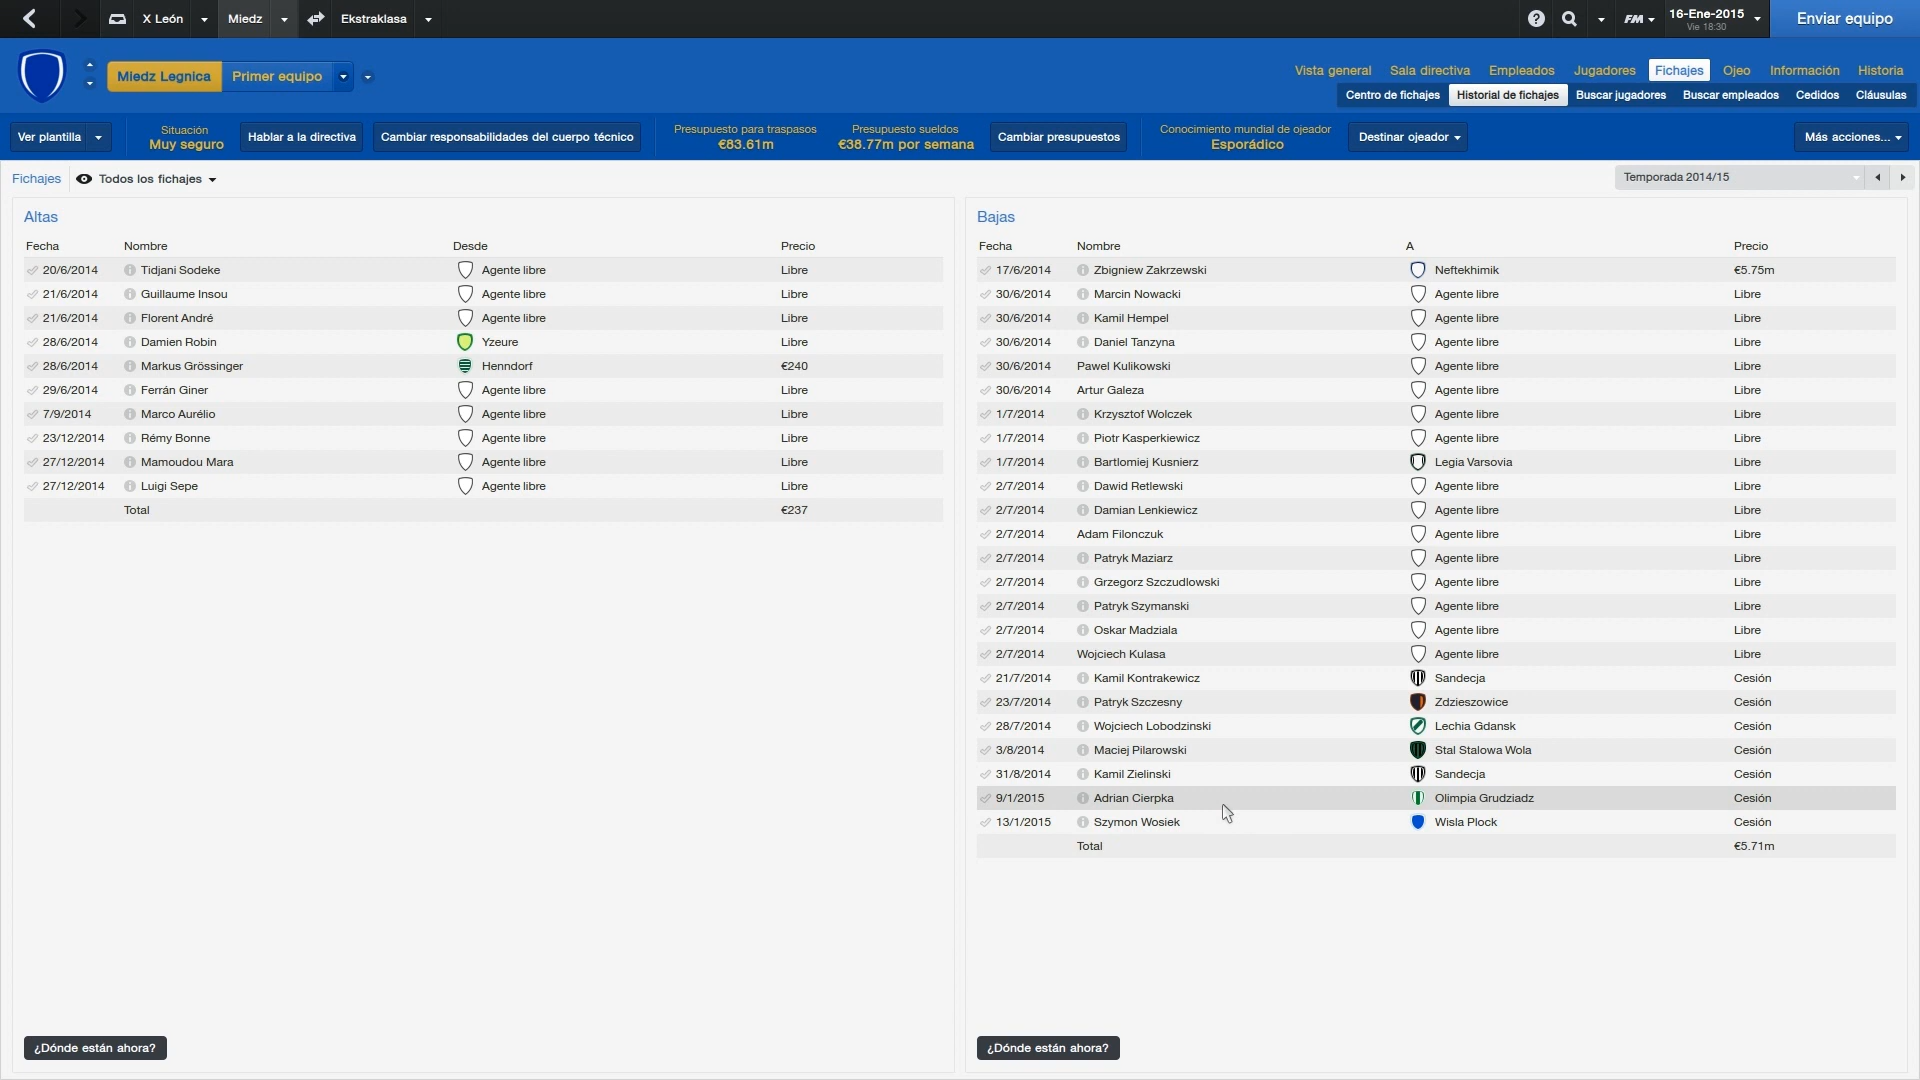 X León Miedz Ekstraklasa ? FM 16-Ene-2015 Enviar equipo
Vie 18:30
Miedz Legnica Primer equipo
Vista general Sala directiva Empleados Jugadores Fichajes Ojeo Información Historia
Centro de fichajes Historial de fichajes Buscar jugadores Buscar empleados Cedidos Cláusulas
Ver plantilla Situación Muy seguro Hablar a la directiva Cambiar responsabilidades del cuerpo técnico Presupuesto para traspasos €83.61m Presupuesto sueldos €38.77m por semana Cambiar presupuestos Conocimiento mundial de ojeador Esporádico Destinar ojeador Más acciones...
Fichajes Todos los fichajes Temporada 2014/15
Altas
Fecha Nombre Desde Precio
20/6/2014 Tidjani Sodeke Agente libre Libre
21/6/2014 Guillaume Insou Agente libre Libre
21/6/2014 Florent André Agente libre Libre
28/6/2014 Damien Robin Yzeure Libre
28/6/2014 Markus Grössinger Henndorf €240
29/6/2014 Ferrán Giner Agente libre Libre
7/9/2014 Marco Aurélio Agente libre Libre
23/12/2014 Rémy Bonne Agente libre Libre
27/12/2014 Mamoudou Mara Agente libre Libre
27/12/2014 Luigi Sepe Agente libre Libre
Total €237
¿Dónde están ahora?
Bajas
Fecha Nombre A Precio
17/6/2014 Zbigniew Zakrzewski Neftekhimik €5.75m
30/6/2014 Marcin Nowacki Agente libre Libre
30/6/2014 Kamil Hempel Agente libre Libre
30/6/2014 Daniel Tanzyna Agente libre Libre
30/6/2014 Pawel Kulikowski Agente libre Libre
30/6/2014 Artur Galeza Agente libre Libre
1/7/2014 Krzysztof Wolczek Agente libre Libre
1/7/2014 Piotr Kasperkiewicz Agente libre Libre
1/7/2014 Bartlomiej Kusnierz Legia Varsovia Libre
2/7/2014 Dawid Retlewski Agente libre Libre
2/7/2014 Damian Lenkiewicz Agente libre Libre
2/7/2014 Adam Filonczuk Agente libre Libre
2/7/2014 Patryk Maziarz Agente libre Libre
2/7/2014 Grzegorz Szczudlowski Agente libre Libre
2/7/2014 Patryk Szymanski Agente libre Libre
2/7/2014 Oskar Madziala Agente libre Libre
2/7/2014 Wojciech Kulasa Agente libre Libre
21/7/2014 Kamil Kontrakewicz Sandecja Cesión
23/7/2014 Patryk Szczesny Zdzieszowice Cesión
28/7/2014 Wojciech Lobodzinski Lechia Gdansk Cesión
3/8/2014 Maciej Pilarowski Stal Stalowa Wola Cesión
31/8/2014 Kamil Zielinski Sandecja Cesión
9/1/2015 Adrian Cierpka Olimpia Grudziadz Cesión
13/1/2015 Szymon Wosiek Wisla Plock Cesión
Total €5.71m
¿Dónde están ahora?